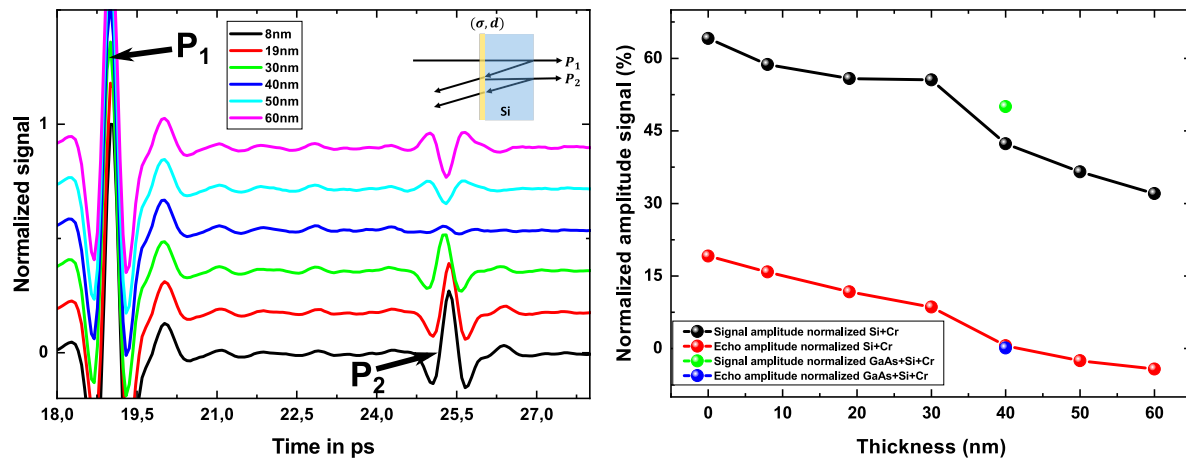 P1
P2
8nm
19nm
30nm
40nm
50nm
60nm
(σ, d)
P1
P2
Si
1
0
Normalized signal
18,0 19,5 21,0 22,5 24,0 25,5 27,0
Time in ps
60
45
30
15
0
Normalized amplitude signal (%)
Signal amplitude normalized Si+Cr
Echo amplitude normalized Si+Cr
Signal amplitude normalized GaAs+Si+Cr
Echo amplitude normalized GaAs+Si+Cr
0 10 20 30 40 50 60
Thickness (nm)